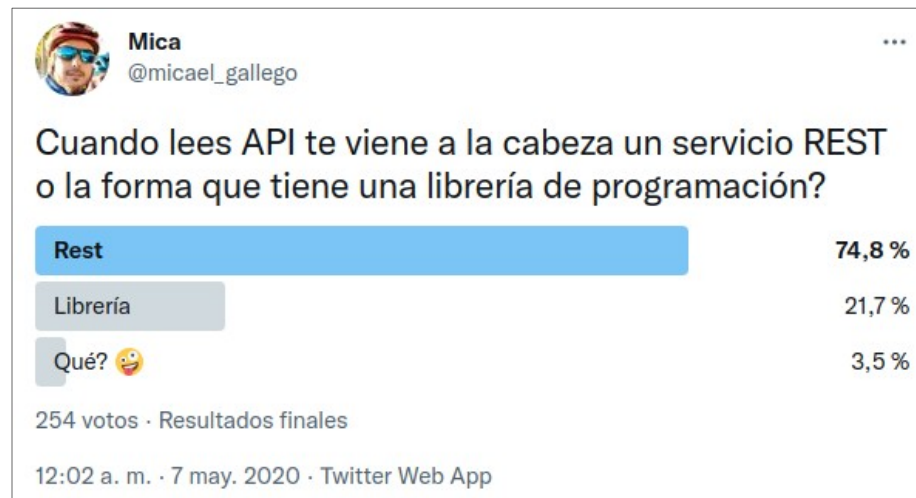 Mica
@micael_gallego
Cuando lees API te viene a la cabeza un servicio REST
o la forma que tiene una librería de programación?
Rest 74,8 %
Librería 21,7 %
Qué? 🤪 3,5 %
254 votos · Resultados finales
12:02 a. m. · 7 may. 2020 · Twitter Web App